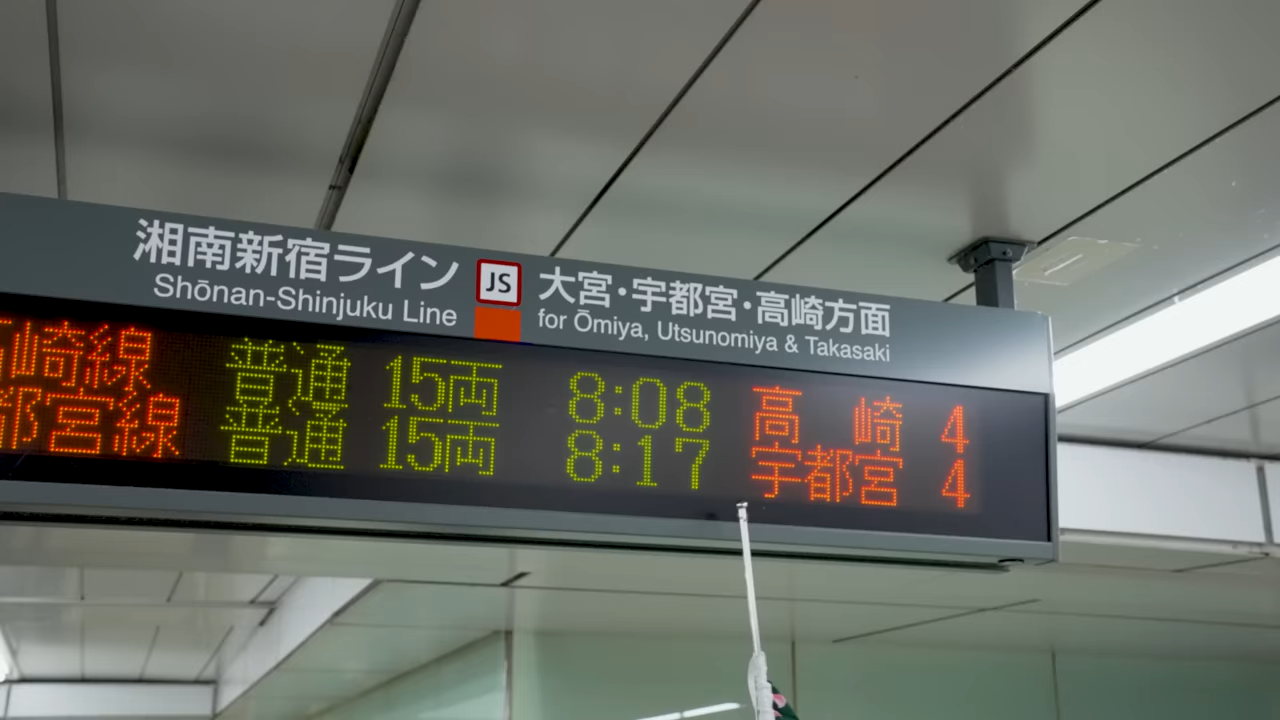 湘南新宿ライン JS 大宮・宇都宮・高崎方面
Shōnan-Shinjuku Line for Ōmiya, Utsunomiya & Takasaki
崎線 普通 15両 8:08 高崎 4
都宮線 普通 15両 8:17 宇都宮 4